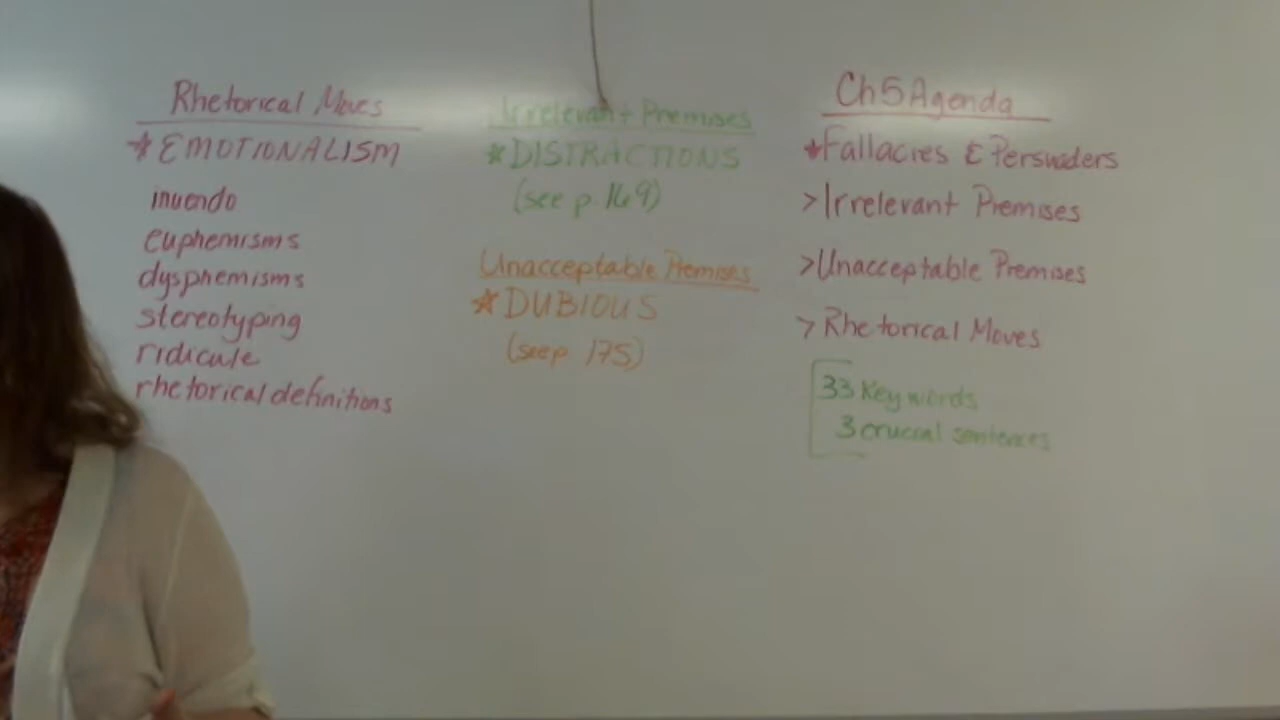 Rhetorical Moves
* EMOTIONALISM
inuendo
euphemisms
dysphemisms
stereotyping
ridicule
rhetorical definitions
Irrelevant Premises
* DISTRACTIONS
(see p. 169)
Unacceptable Premises
* DUBIOUS
(see p. 175)
Ch 5 Agenda
* Fallacies & Persuaders
> Irrelevant Premises
> Unacceptable Premises
> Rhetorical Moves
33 Key words
3 crucial sentences